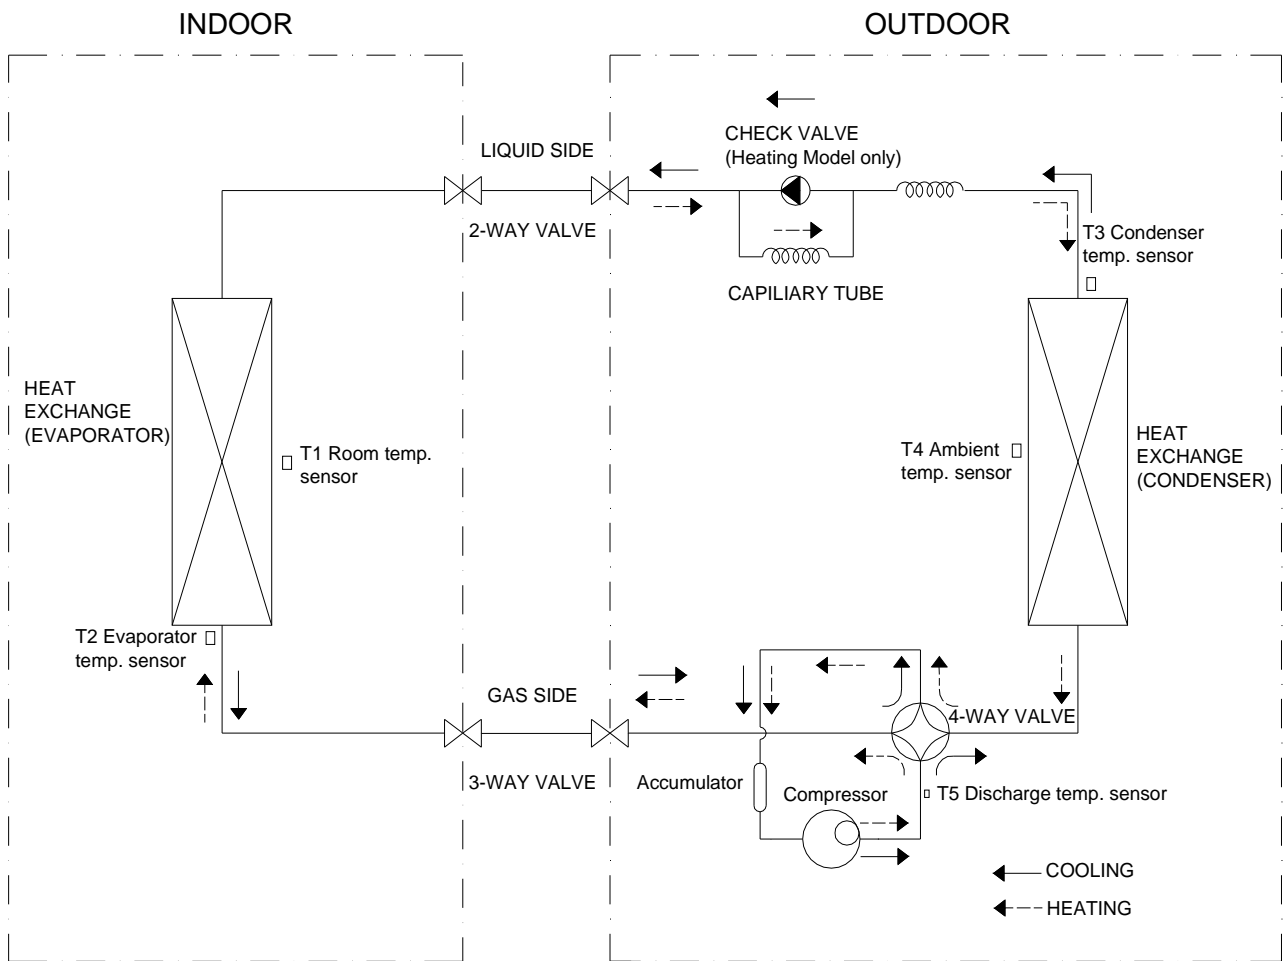 INDOOR
OUTDOOR
LIQUID SIDE
2-WAY VALVE
CHECK VALVE
(Heating Model only)
CAPILIARY TUBE
T3 Condenser
temp. sensor
HEAT
EXCHANGE
(EVAPORATOR)
T1 Room temp.
sensor
T4 Ambient
temp. sensor
HEAT
EXCHANGE
(CONDENSER)
T2 Evaporator
temp. sensor
GAS SIDE
3-WAY VALVE
4-WAY VALVE
Accumulator
Compressor
T5 Discharge temp. sensor
COOLING
HEATING